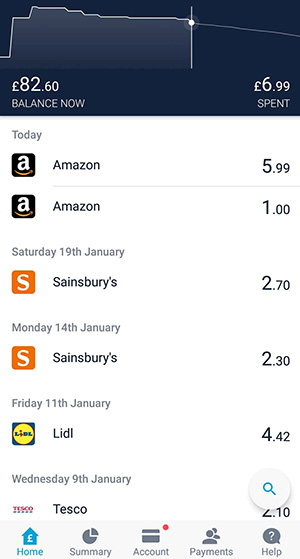 £82.60 £6.99
BALANCE NOW SPENT
Today
Amazon 5.99
Amazon 1.00
Saturday 19th January
Sainsbury's 2.70
Monday 14th January
Sainsbury's 2.30
Friday 11th January
LIDL Lidl 4.42
Wednesday 9th January
TESCO Tesco 2.10
Home Summary Account Payments Help